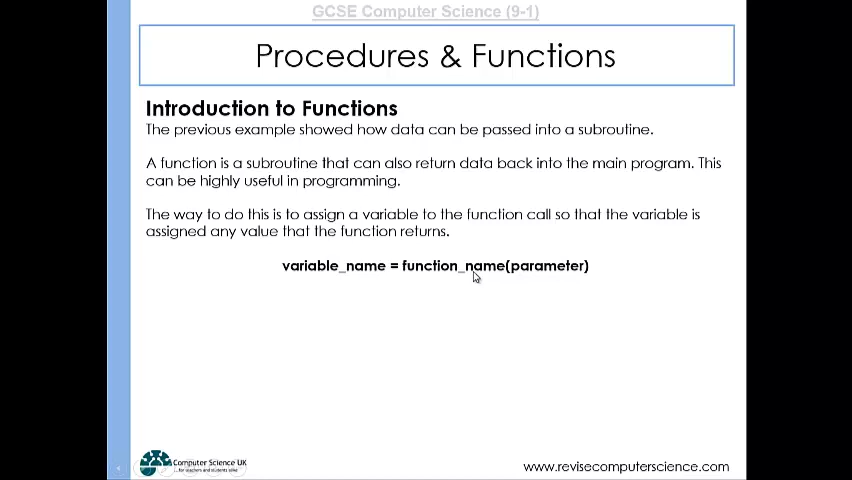 GCSE Computer Science (9-1)
Procedures & Functions
Introduction to Functions
The previous example showed how data can be passed into a subroutine.
A function is a subroutine that can also return data back into the main program. This
can be highly useful in programming.
The way to do this is to assign a variable to the function call so that the variable is
assigned any value that the function returns.
variable_name = function_name(parameter)
Computer Science UK
...for teachers and students alike
www.revisecomputerscience.com